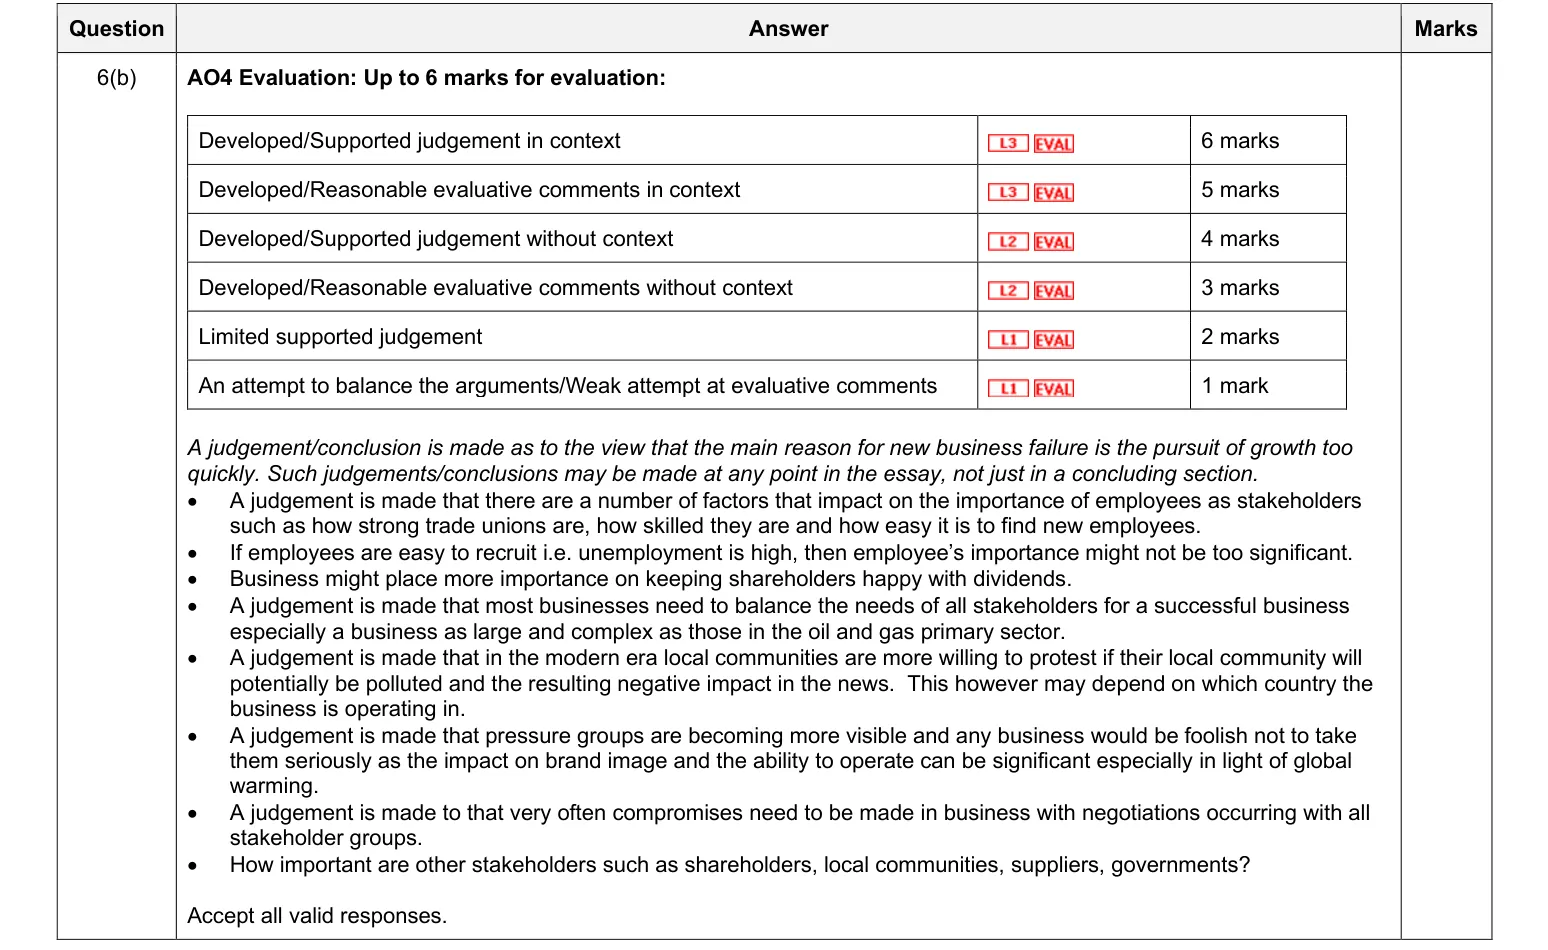 Question Answer Marks
6(b) AO4 Evaluation: Up to 6 marks for evaluation:
Developed/Supported judgement in context L3 EVAL 6 marks
Developed/Reasonable evaluative comments in context L3 EVAL 5 marks
Developed/Supported judgement without context L2 EVAL 4 marks
Developed/Reasonable evaluative comments without context L2 EVAL 3 marks
Limited supported judgement L1 EVAL 2 marks
An attempt to balance the arguments/Weak attempt at evaluative comments L1 EVAL 1 mark
A judgement/conclusion is made as to the view that the main reason for new business failure is the pursuit of growth too
quickly. Such judgements/conclusions may be made at any point in the essay, not just in a concluding section.
• A judgement is made that there are a number of factors that impact on the importance of employees as stakeholders
such as how strong trade unions are, how skilled they are and how easy it is to find new employees.
• If employees are easy to recruit i.e. unemployment is high, then employee’s importance might not be too significant.
• Business might place more importance on keeping shareholders happy with dividends.
• A judgement is made that most businesses need to balance the needs of all stakeholders for a successful business
especially a business as large and complex as those in the oil and gas primary sector.
• A judgement is made that in the modern era local communities are more willing to protest if their local community will
potentially be polluted and the resulting negative impact in the news.  This however may depend on which country the
business is operating in.
• A judgement is made that pressure groups are becoming more visible and any business would be foolish not to take
them seriously as the impact on brand image and the ability to operate can be significant especially in light of global
warming.
• A judgement is made to that very often compromises need to be made in business with negotiations occurring with all
stakeholder groups.
• How important are other stakeholders such as shareholders, local communities, suppliers, governments?
Accept all valid responses.